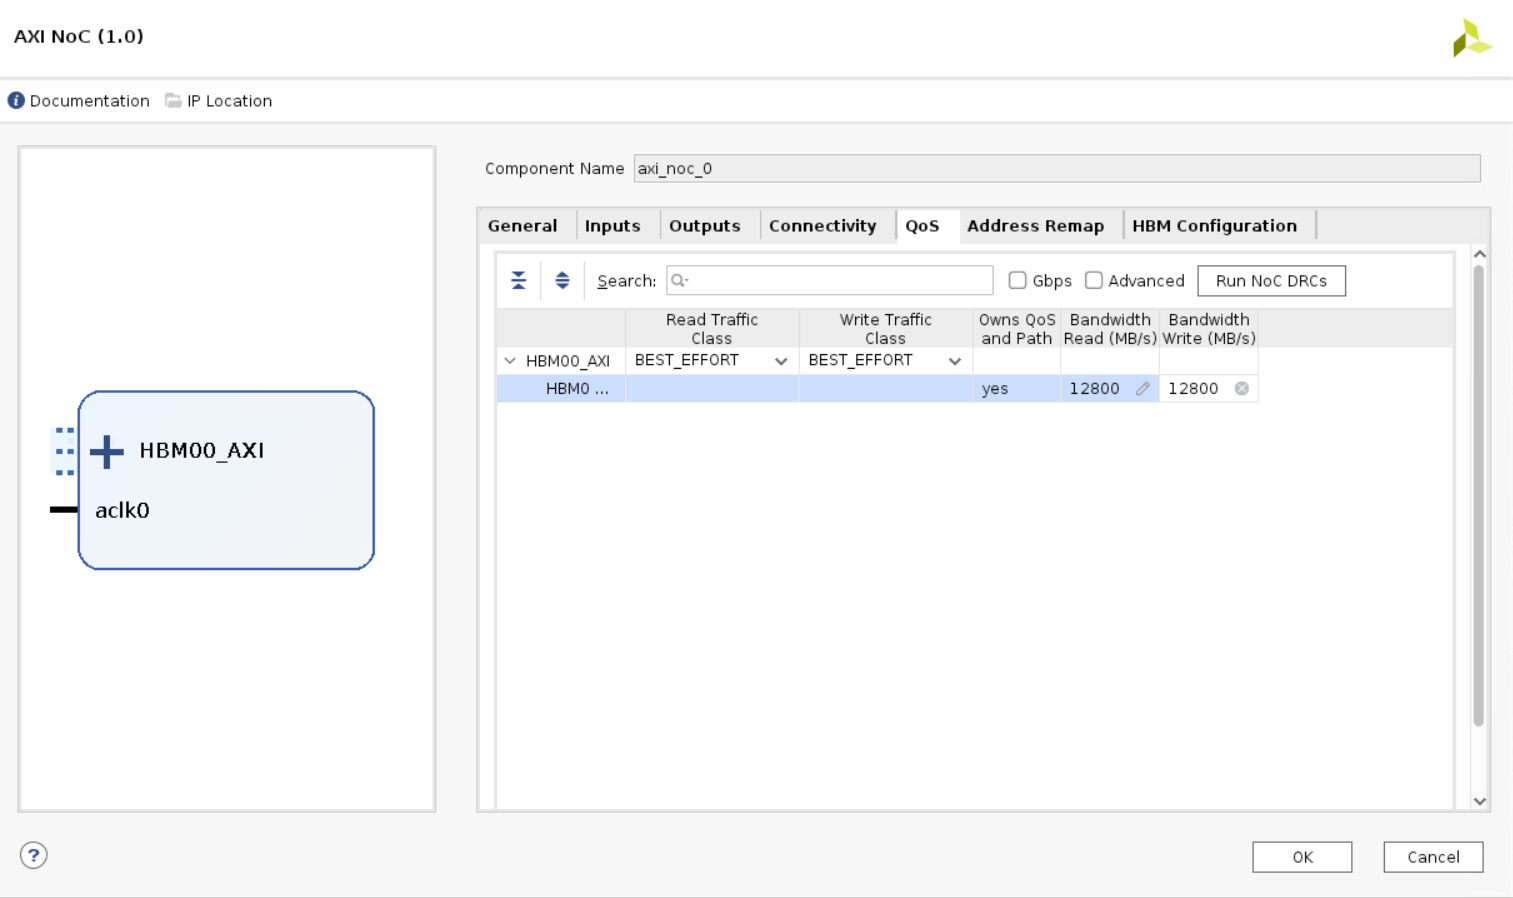 AXI NoC (1.0)
Documentation IP Location
Component Name axi_noc_0
General Inputs Outputs Connectivity QoS Address Remap HBM Configuration
Search: Gbps Advanced Run NoC DRCs
Read Traffic Class Write Traffic Class Owns QoS and Path Bandwidth Read (MB/s) Bandwidth Write (MB/s)
HBM00_AXI BEST_EFFORT BEST_EFFORT
HBM0 ... yes 12800 12800
HBM00_AXI
aclk0
? OK Cancel